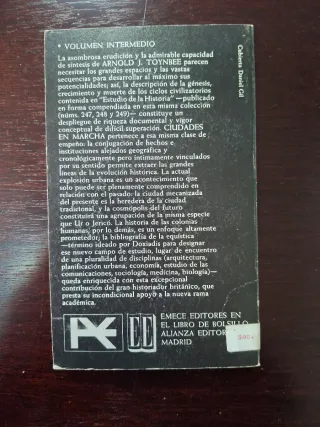 * VOLUMEN INTERMEDIO
La asombrosa erudición y la admirable capacidad
de síntesis de ARNOLD J. TOYNBEE parecen
necesitar los grandes espacios y las vastas
secuencias para desarrollar al máximo sus
potencialidades; así, la descripción de la génesis,
crecimiento y muerte de los ciclos civilizatorios
contenida en "Estudio de la Historia" —publicado
en forma compendiada en esta misma colección
(núms. 247, 248 y 249)— constituye un
despliegue de riqueza documental y vigor
conceptual de difícil superación. CIUDADES
EN MARCHA pertenece a esa misma clase de
empeño: la conjugación de hechos e
instituciones alejados geográfica y
cronológicamente pero íntimamente vinculados
por su sentido permite extraer las grandes
líneas de la evolución histórica. La actual
explosión urbana es un acontecimiento que
solo puede ser plenamente comprendido en
relación con el pasado: la ciudad mecanizada
del presente es la heredera de la ciudad
tradicional, y la cosmópolis del futuro
constituirá una agrupación de la misma especie
que Ur o Jericó. La historia de las colonias
humanas, por lo demás, es un enfoque altamente
prometedor; la bibliografía de la equística
—término ideado por Doxiadis para designar
ese nuevo campo de estudio, lugar de encuentro
de una pluralidad de disciplinas (arquitectura,
planificación urbana, economía, estudio de las
comunicaciones, sociología, medicina, biología)—
queda enriquecida con esta excepcional
contribución del gran historiador británico, que
presta su incondicional apoyo a la nueva rama
académica.
EMECE EDITORES EN
EL LIBRO DE BOLSILLO
ALIANZA EDITOR
MADRID
Cubierta Daniel Gil